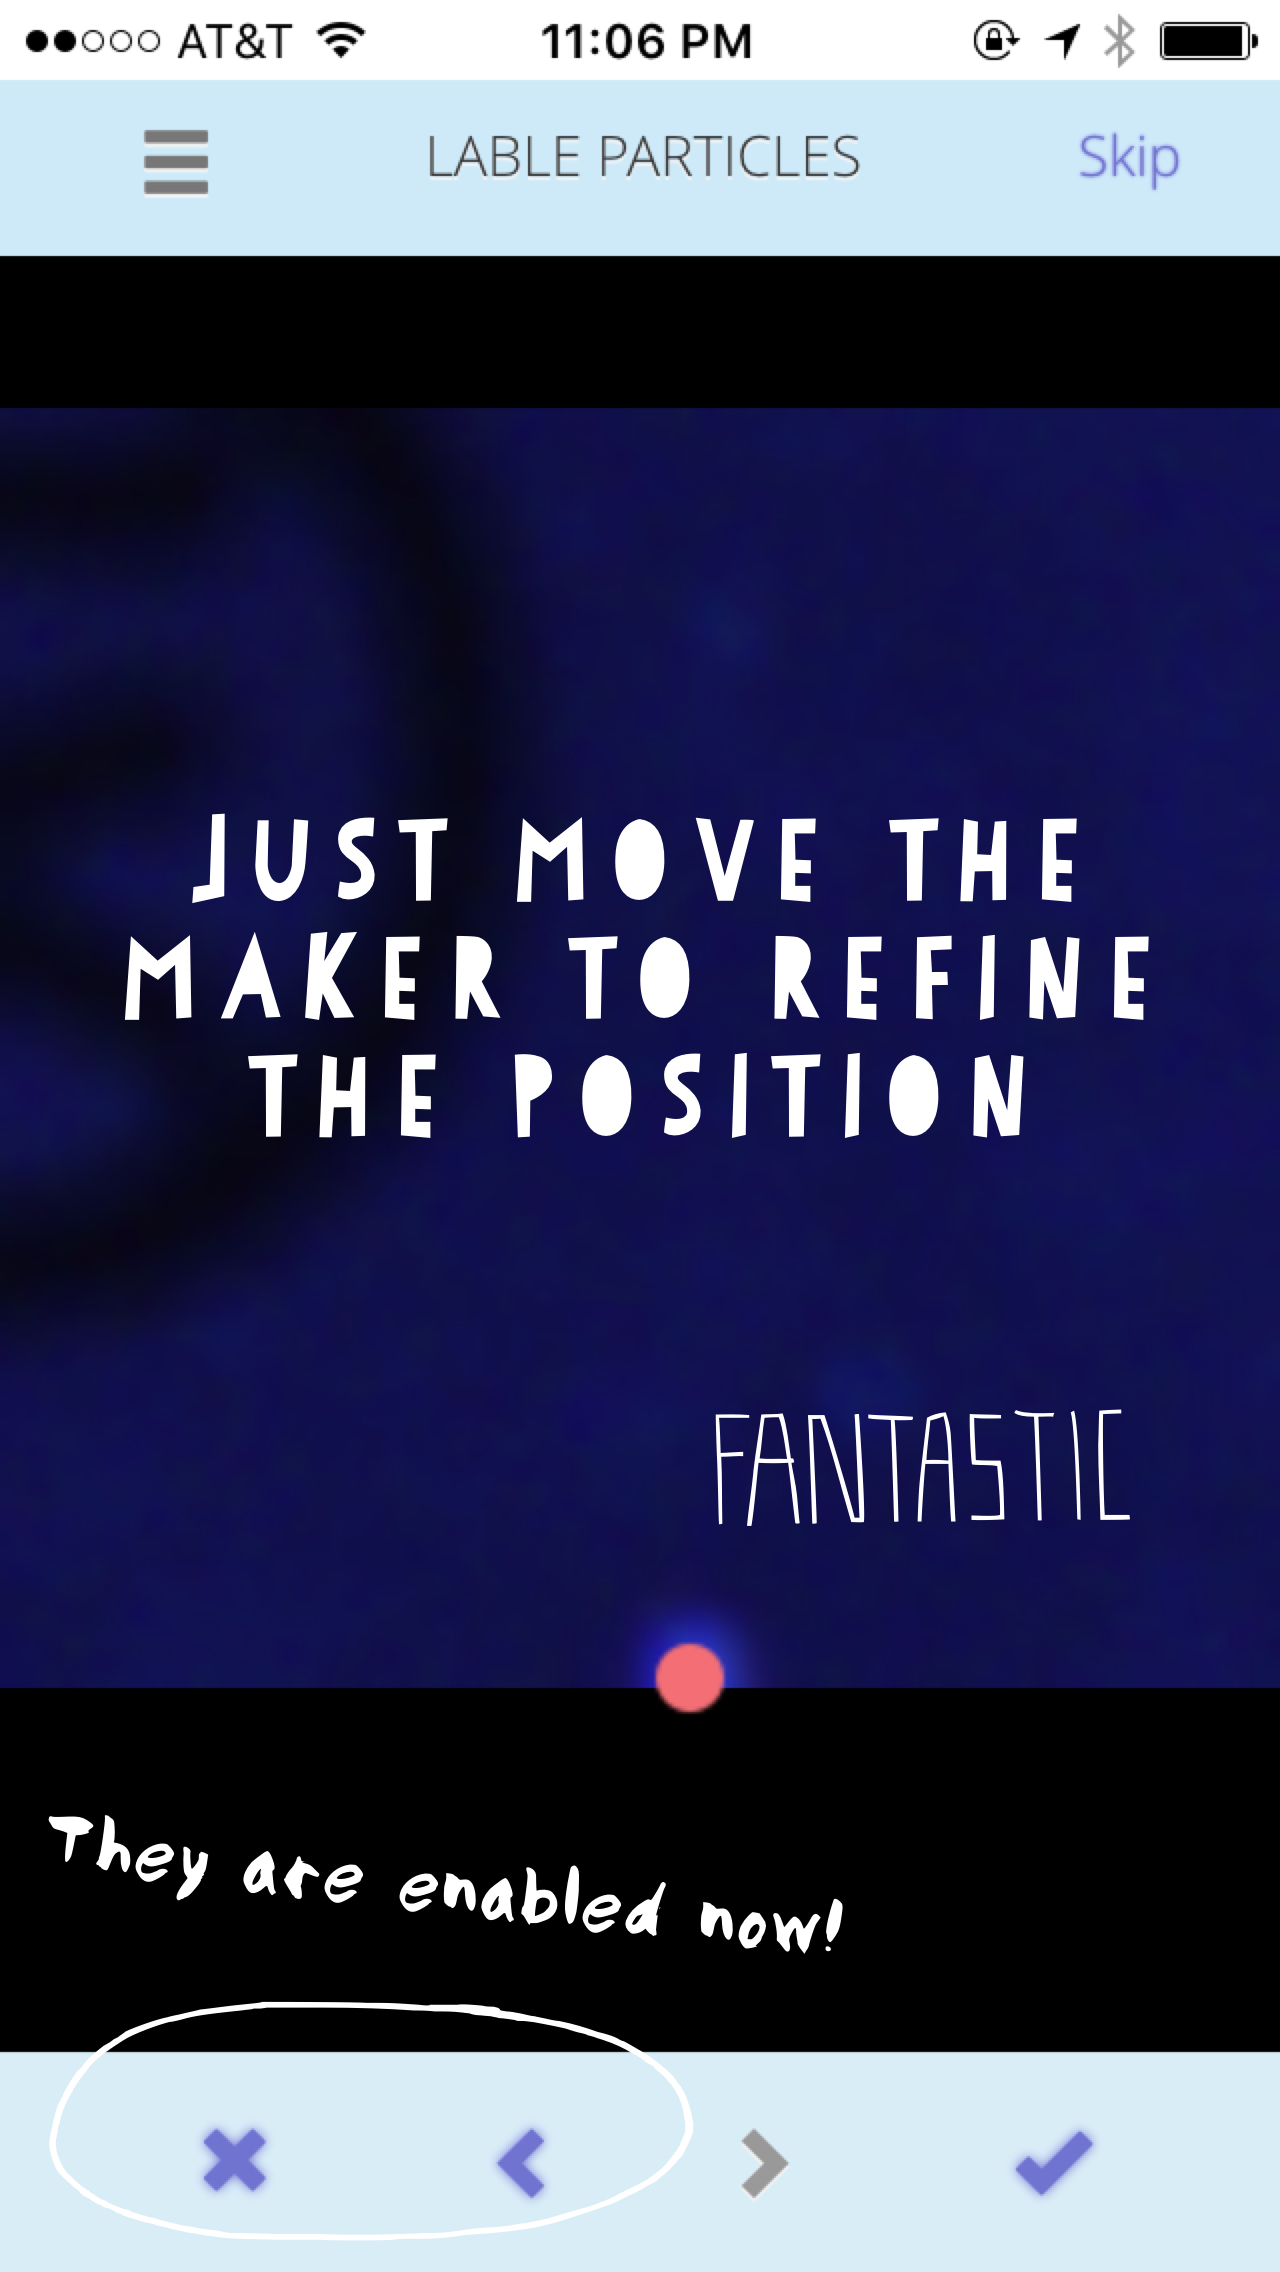 AT&T 11:06 PM
LABLE PARTICLES Skip
JUST MOVE THE
MAKER TO REFINE
THE POSITION
FANTASTIC
They are enabled now!